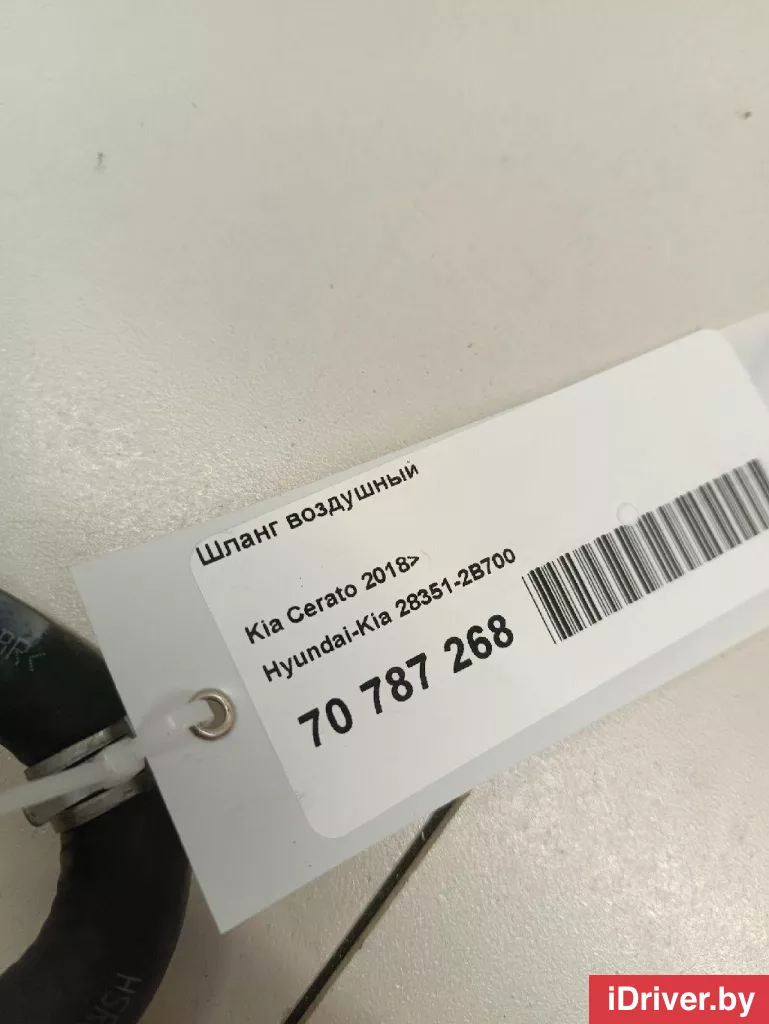 Шланг воздушный
Kia Cerato 2018>
Hyundai-Kia 28351-2B700
70 787 268
iDriver.by